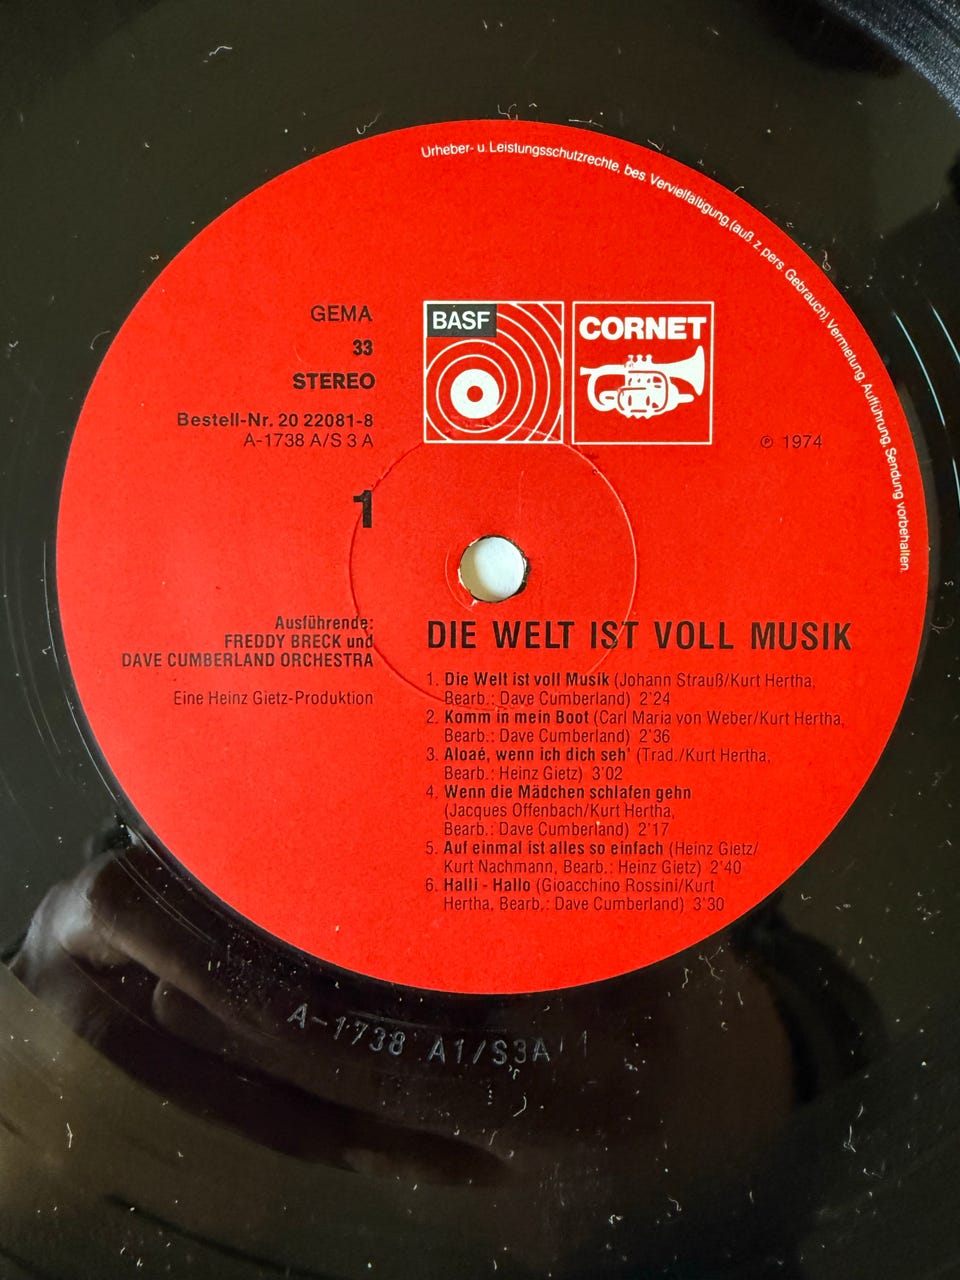 Urheber- u. Leistungsschutzrechte, bes. Vervielfältigung,(auß. z. pers. Gebrauch), Vermietung, Aufführung, Sendung vorbehalten.
GEMA
33
STEREO
Bestell-Nr. 20 22081-8
A-1738 A/S 3 A
BASF
CORNET
℗ 1974
1
Ausführende:
FREDDY BRECK und
DAVE CUMBERLAND ORCHESTRA
Eine Heinz Gietz-Produktion
DIE WELT IST VOLL MUSIK
1. Die Welt ist voll Musik (Johann Strauß/Kurt Hertha,
Bearb.: Dave Cumberland) 2'24
2. Komm in mein Boot (Carl Maria von Weber/Kurt Hertha,
Bearb.: Dave Cumberland) 2'36
3. Aloaé, wenn ich dich seh' (Trad./Kurt Hertha,
Bearb.: Heinz Gietz) 3'02
4. Wenn die Mädchen schlafen gehn
(Jacques Offenbach/Kurt Hertha,
Bearb.: Dave Cumberland) 2'17
5. Auf einmal ist alles so einfach (Heinz Gietz/
Kurt Nachmann, Bearb.: Heinz Gietz) 2'40
6. Halli - Hallo (Gioacchino Rossini/Kurt
Hertha, Bearb.: Dave Cumberland) 3'30
A-1738 A1/S3A